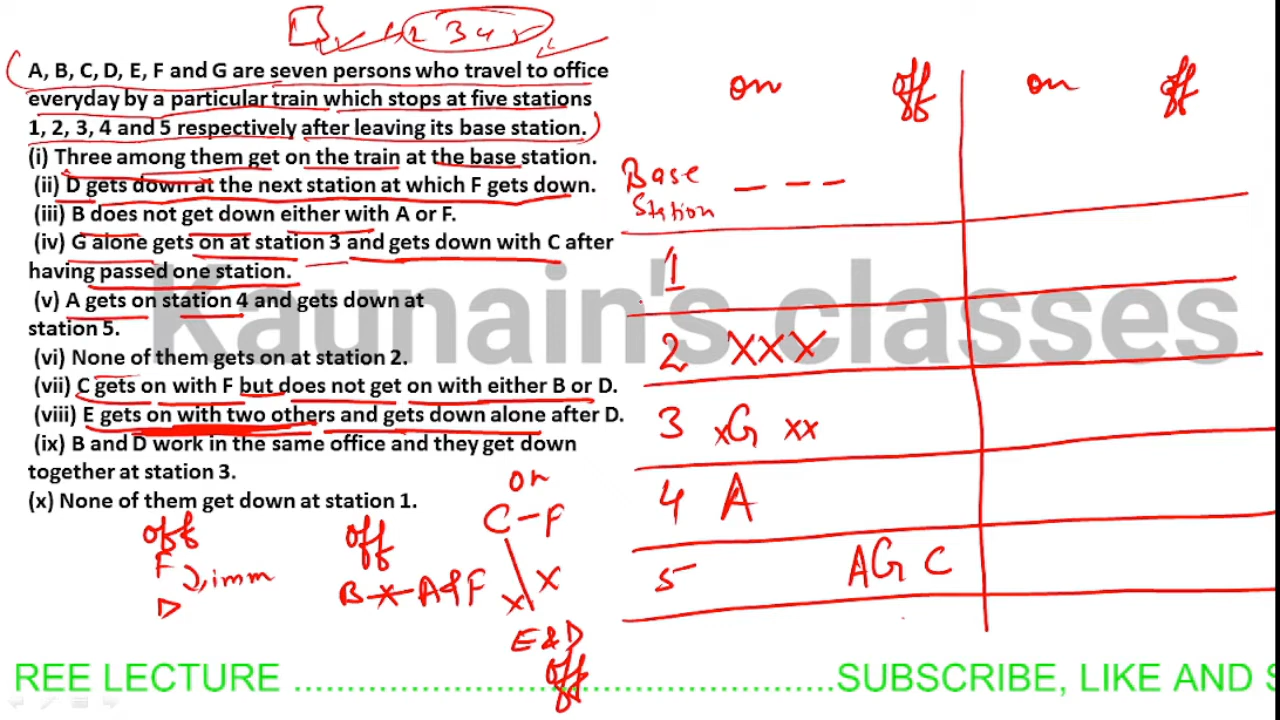 1 2 3 4 5
A, B, C, D, E, F and G are seven persons who travel to office
everyday by a particular train which stops at five stations
1, 2, 3, 4 and 5 respectively after leaving its base station.
(i) Three among them get on the train at the base station.
(ii) D gets down at the next station at which F gets down.
(iii) B does not get down either with A or F.
(iv) G alone gets on at station 3 and gets down with C after
having passed one station.
(v) A gets on station 4 and gets down at
station 5.
(vi) None of them gets on at station 2.
(vii) C gets on with F but does not get on with either B or D.
(viii) E gets on with two others and gets down alone after D.
(ix) B and D work in the same office and they get down
together at station 3.
(x) None of them get down at station 1.
off
F
D , imm
off
B x A & F
on
C - F
x x
E & D
off
on off on off
Base
Station _ _ _
1
2 X X X
3 x G x x
4 A
5 A G C
Kaunain's classes
REE LECTURE ......................................................SUBSCRIBE, LIKE AND S